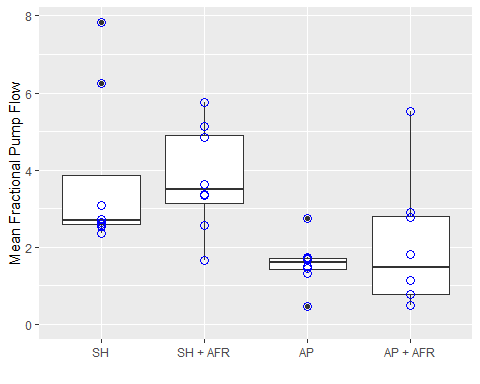 Mean Fractional Pump Flow
8
6
4
2
0
SH
SH + AFR
AP
AP + AFR